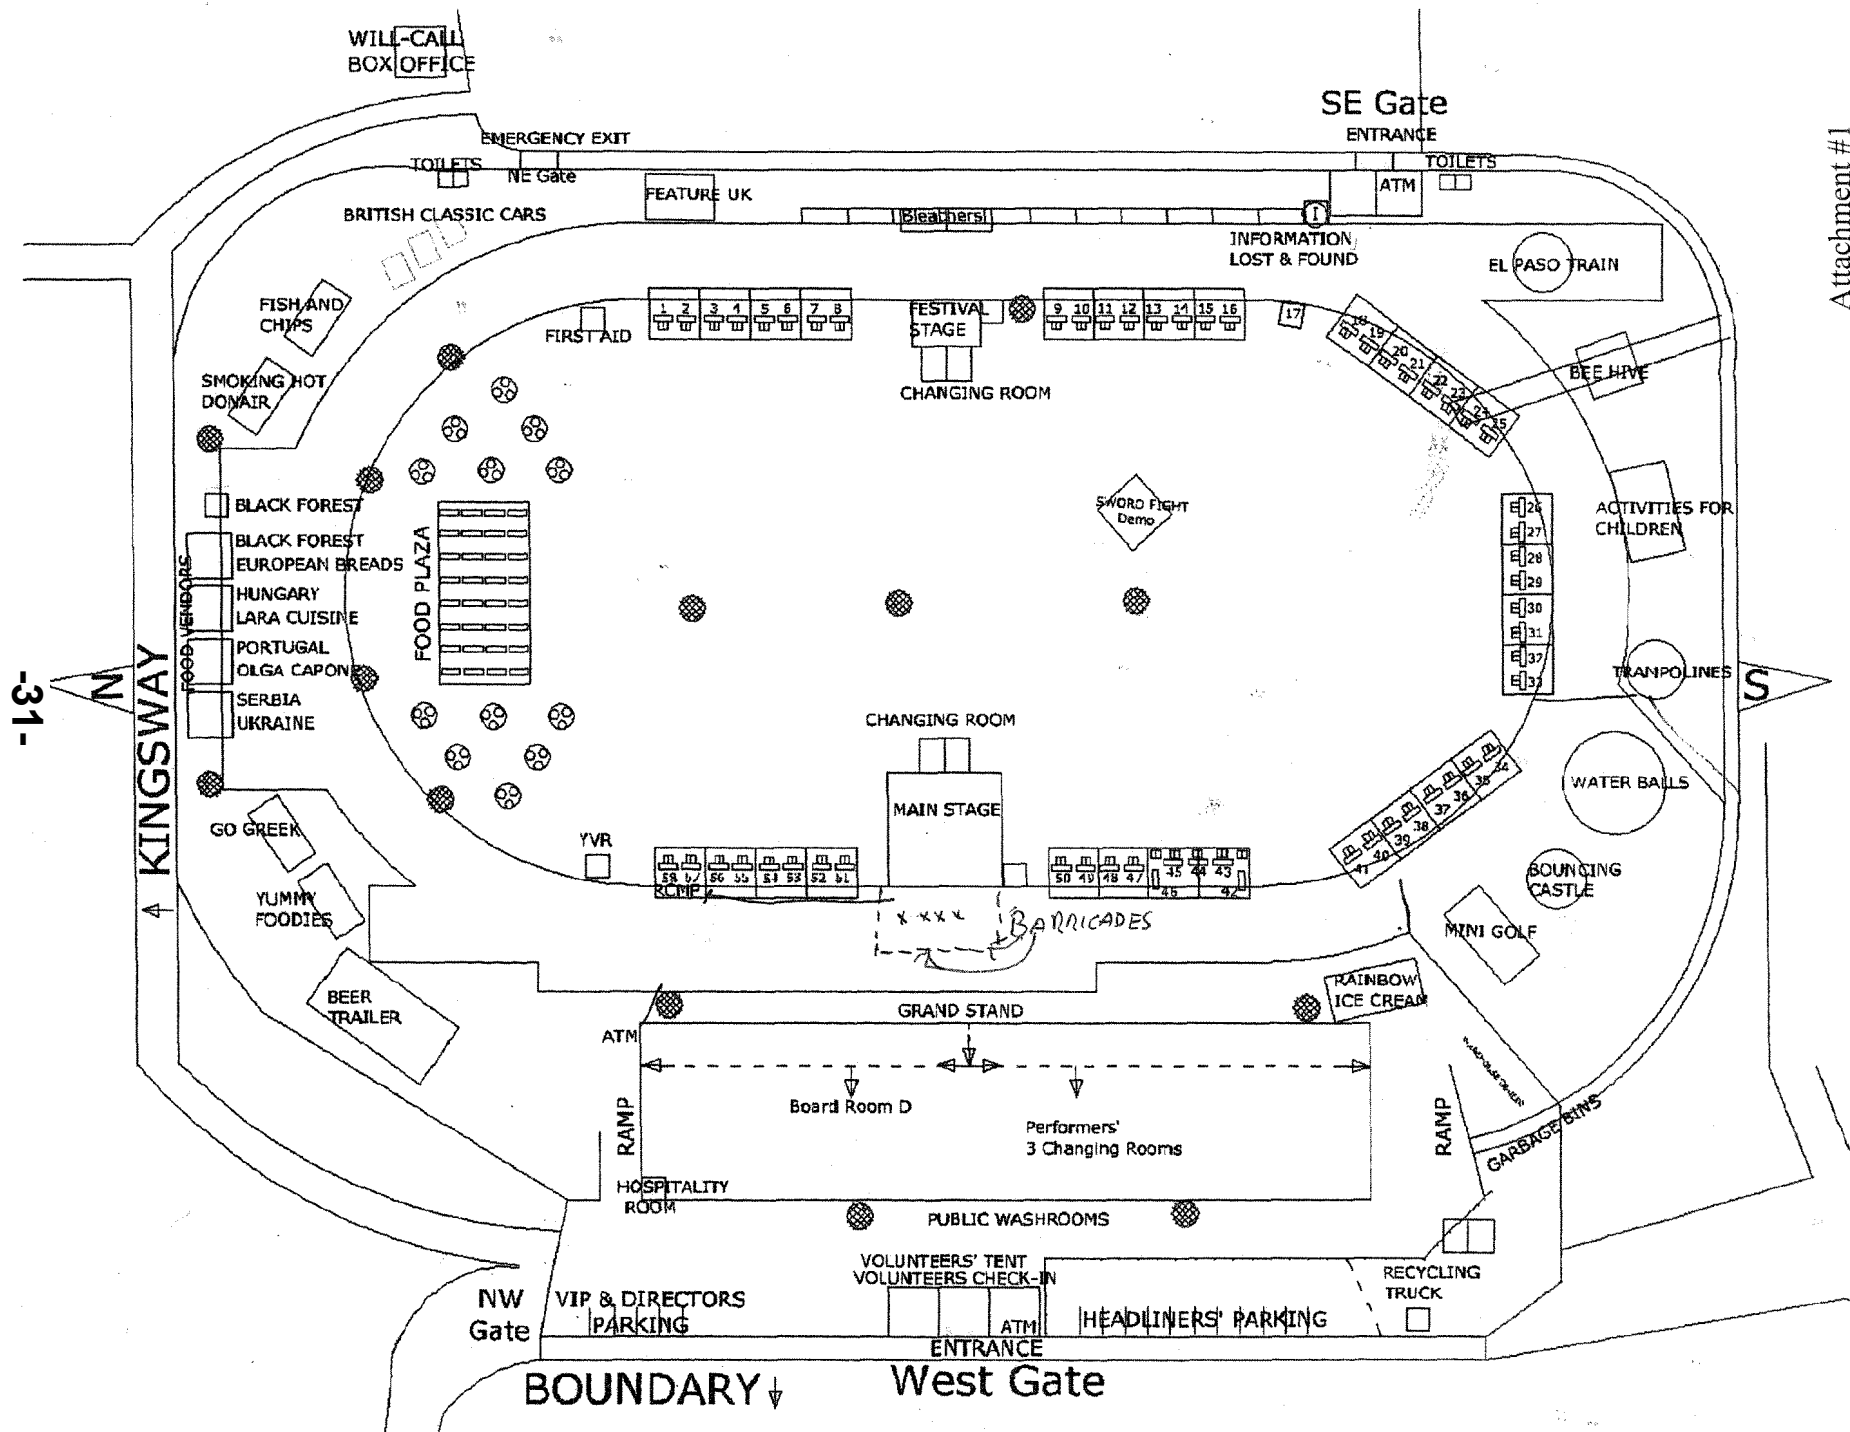 WILL-CALL
BOX OFFICE
SE Gate
ENTRANCE
Attachment #1
EMERGENCY EXIT
TOILETS
NE Gate
TOILETS
ATM
FEATURE UK
BRITISH CLASSIC CARS
Bleachers
I
INFORMATION
LOST & FOUND
EL PASO TRAIN
FISH AND
CHIPS
FIRST AID
1 2 3 4 5 6 7 8
FESTIVAL
STAGE
9 10 11 12 13 14 15 16
17
18 19 20 21 22 23 24 25
BEE HIVE
SMOKING HOT
DONAIR
CHANGING ROOM
BLACK FOREST
SWORD FIGHT
Demo
26
27
28
29
30
31
32
33
ACTIVITIES FOR
CHILDREN
BLACK FOREST
EUROPEAN BREADS
HUNGARY
LARA CUISINE
PORTUGAL
OLGA CAPONE
SERBIA
UKRAINE
FOOD VENDORS
FOOD PLAZA
KINGSWAY
N
-31-
TRAMPOLINES
S
CHANGING ROOM
MAIN STAGE
WATER BALLS
GO GREEK
YVR
58 57 56 55 54 53 52 51
50 49 48 47 45 44 43
46 42
34
35
36
37
38
39
40
41
RCMP
YUMMY
FOODIES
x xxx
BARRICADES
BOUNCING
CASTLE
MINI GOLF
BEER
TRAILER
RAINBOW
ICE CREAM
GRAND STAND
ATM
RAMP
Board Room D
Performers'
3 Changing Rooms
RAMP
GARBAGE BINS
HOSPITALITY
ROOM
PUBLIC WASHROOMS
VOLUNTEERS' TENT
VOLUNTEERS CHECK-IN
RECYCLING
TRUCK
NW
Gate
VIP & DIRECTORS
PARKING
ATM
HEADLINERS' PARKING
ENTRANCE
BOUNDARY
West Gate